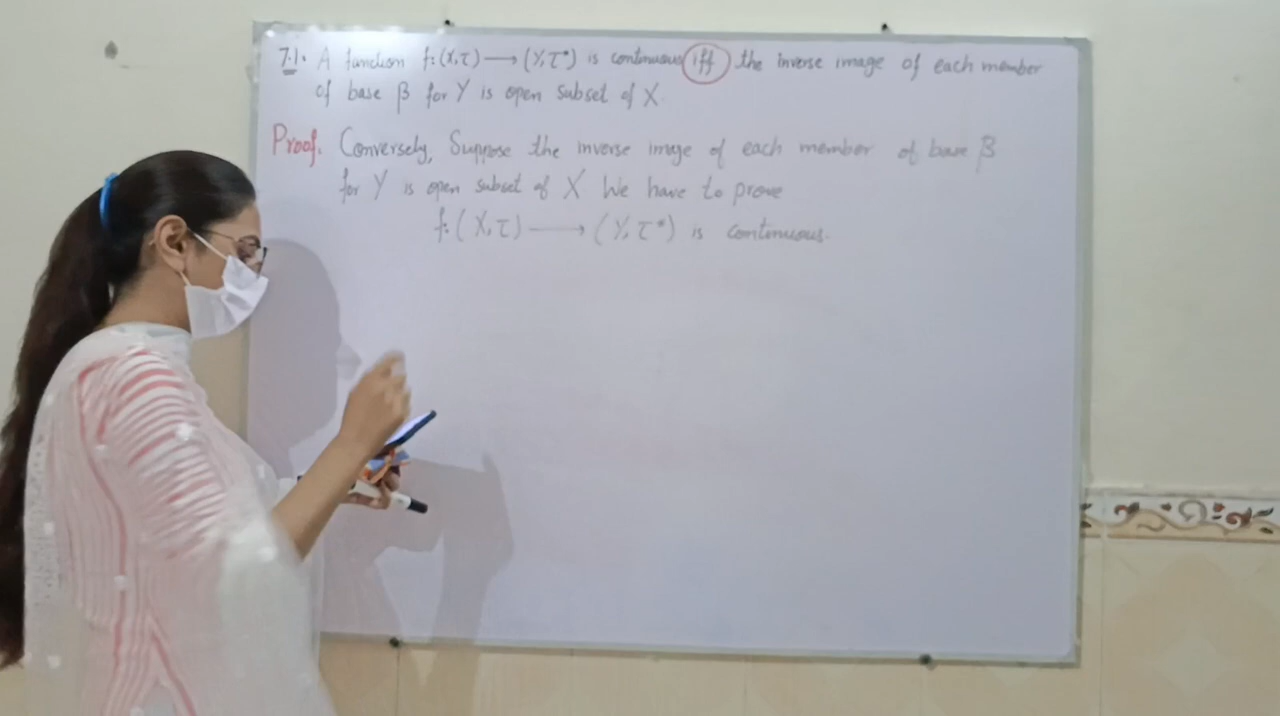 7.1. A function f:(X,τ)⟶(Y,τ*) is continuous iff the inverse image of each member
of base β for Y is open subset of X.
Proof. Conversely, Suppose the inverse image of each member of base β
for Y is open subset of X We have to prove
f:(X,τ)⟶(Y,τ*) is continuous.